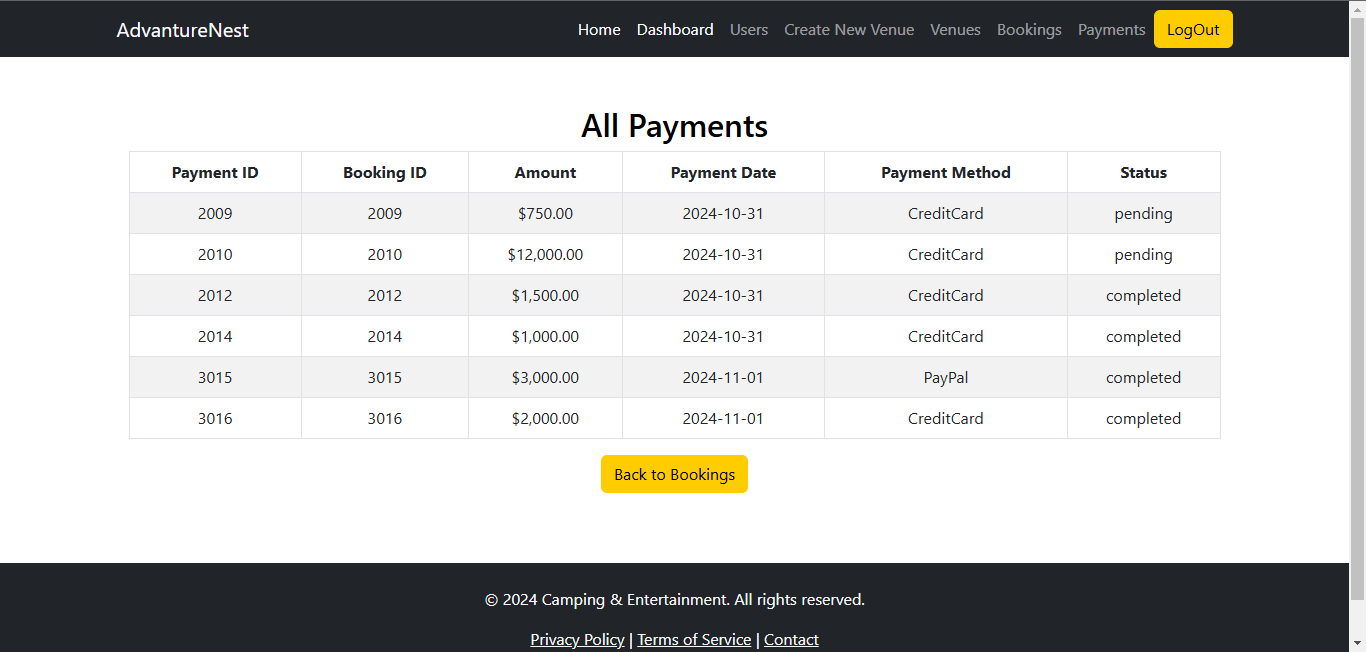 AdvantureNest Home Dashboard Users Create New Venue Venues Bookings Payments LogOut
All Payments
Payment ID Booking ID Amount Payment Date Payment Method Status
2009 2009 $750.00 2024-10-31 CreditCard pending
2010 2010 $12,000.00 2024-10-31 CreditCard pending
2012 2012 $1,500.00 2024-10-31 CreditCard completed
2014 2014 $1,000.00 2024-10-31 CreditCard completed
3015 3015 $3,000.00 2024-11-01 PayPal completed
3016 3016 $2,000.00 2024-11-01 CreditCard completed
Back to Bookings
© 2024 Camping & Entertainment. All rights reserved.
Privacy Policy | Terms of Service | Contact